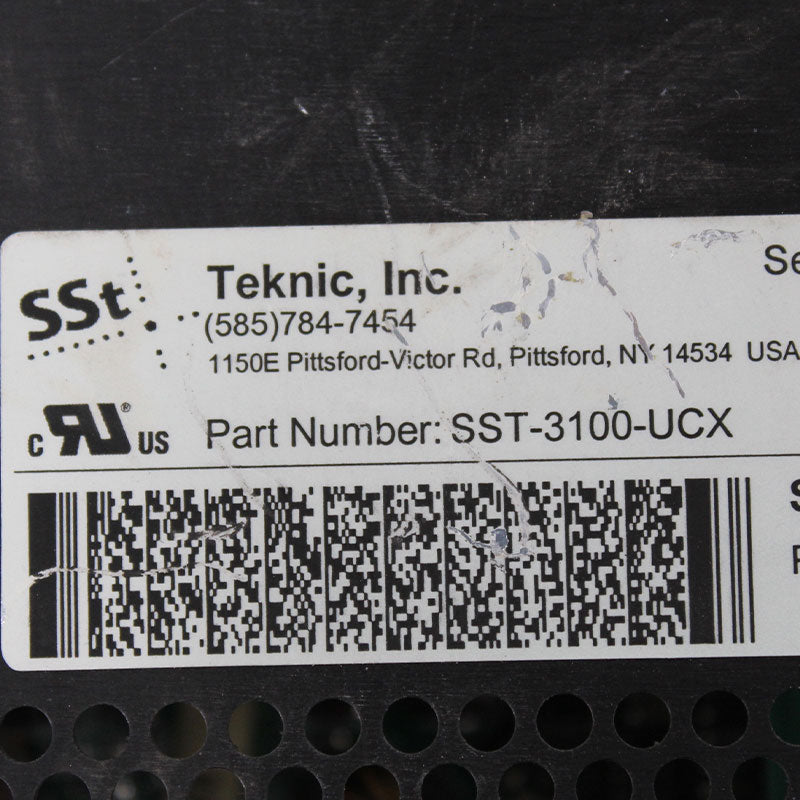 SSt
Teknic, Inc.
(585)784-7454
1150E Pittsford-Victor Rd, Pittsford, NY 14534 USA
Part Number: SST-3100-UCX
c RU® US